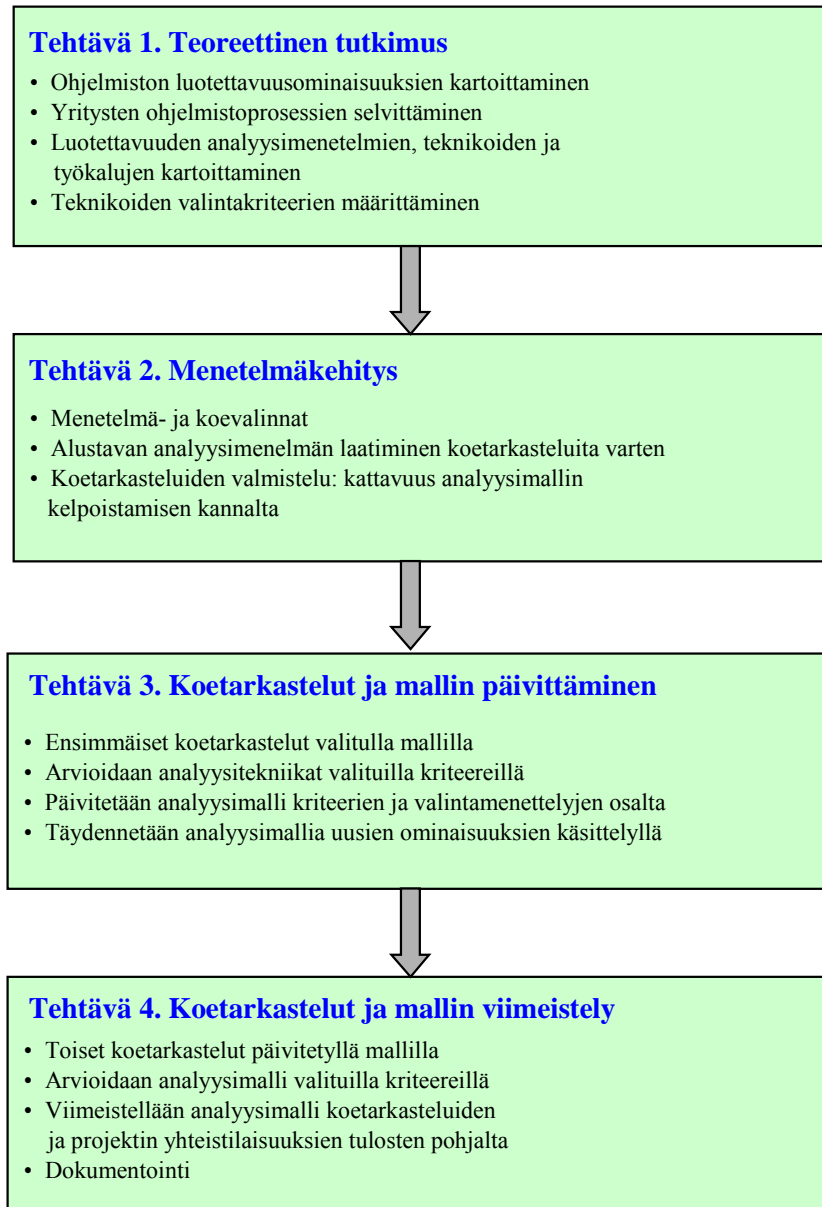 Tehtävä 1. Teoreettinen tutkimus
• Ohjelmiston luotettavuusominaisuuksien kartoittaminen
• Yritysten ohjelmistoprosessien selvittäminen
• Luotettavuuden analyysimenetelmien, teknikoiden ja
työkalujen kartoittaminen
• Teknikoiden valintakriteerien määrittäminen
Tehtävä 2. Menetelmäkehitys
• Menetelmä- ja koevalinnat
• Alustavan analyysimenelmän laatiminen koetarkasteluita varten
• Koetarkasteluiden valmistelu: kattavuus analyysimallin
kelpoistamisen kannalta
Tehtävä 3. Koetarkastelut ja mallin päivittäminen
• Ensimmäiset koetarkastelut valitulla mallilla
• Arvioidaan analyysitekniikat valituilla kriteereillä
• Päivitetään analyysimalli kriteerien ja valintamenettelyjen osalta
• Täydennetään analyysimallia uusien ominaisuuksien käsittelyllä
Tehtävä 4. Koetarkastelut ja mallin viimeistely
• Toiset koetarkastelut päivitetyllä mallilla
• Arvioidaan analyysimalli valituilla kriteereillä
• Viimeistellään analyysimalli koetarkasteluiden
ja projektin yhteistilaisuuksien tulosten pohjalta
• Dokumentointi